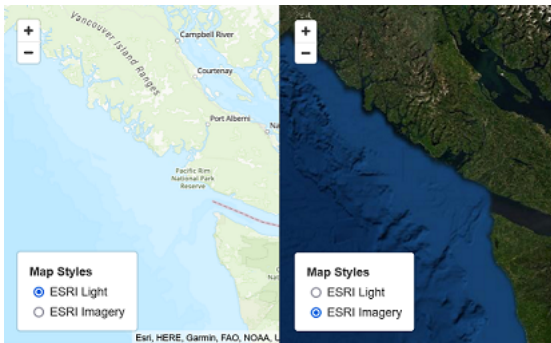 +
−
Vancouver Island Ranges
Campbell River
Courtenay
Port Alberni
Na
Pacific Rim
National Park
Reserve
Map Styles
ESRI Light
ESRI Imagery
Esri, HERE, Garmin, FAO, NOAA, U
+
−
Map Styles
ESRI Light
ESRI Imagery